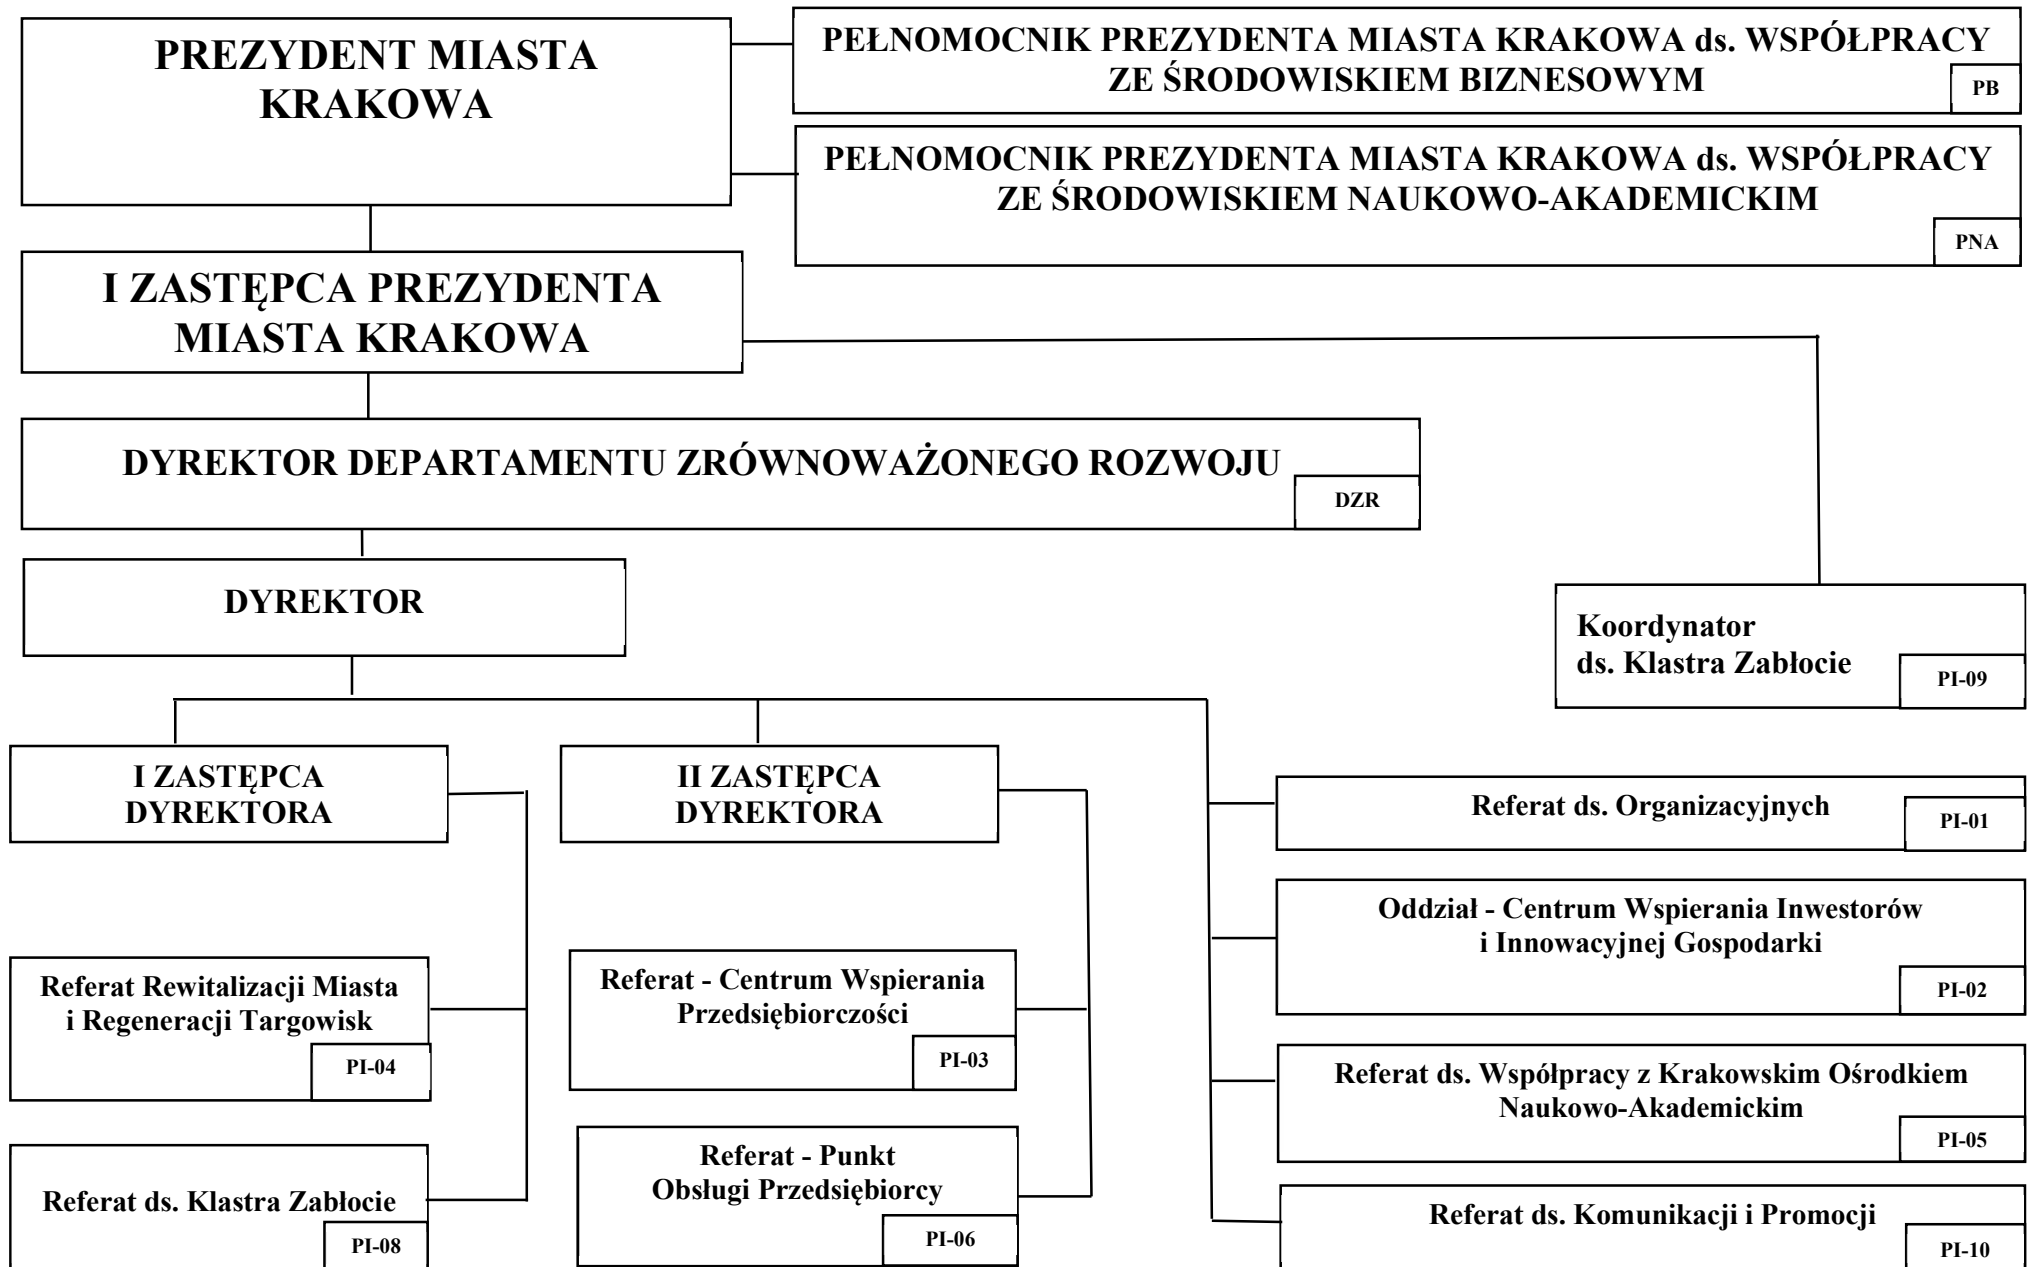 PREZYDENT MIASTA
KRAKOWA
PEŁNOMOCNIK PREZYDENTA MIASTA KRAKOWA ds. WSPÓŁPRACY
ZE ŚRODOWISKIEM BIZNESOWYM
PB
PEŁNOMOCNIK PREZYDENTA MIASTA KRAKOWA ds. WSPÓŁPRACY
ZE ŚRODOWISKIEM NAUKOWO-AKADEMICKIM
PNA
I ZASTĘPCA PREZYDENTA
MIASTA KRAKOWA
DYREKTOR DEPARTAMENTU ZRÓWNOWAŻONEGO ROZWOJU
DZR
DYREKTOR
Koordynator
ds. Klastra Zabłocie
PI-09
I ZASTĘPCA
DYREKTORA
II ZASTĘPCA
DYREKTORA
Referat ds. Organizacyjnych
PI-01
Oddział - Centrum Wspierania Inwestorów
i Innowacyjnej Gospodarki
PI-02
Referat Rewitalizacji Miasta
i Regeneracji Targowisk
PI-04
Referat - Centrum Wspierania
Przedsiębiorczości
PI-03
Referat ds. Współpracy z Krakowskim Ośrodkiem
Naukowo-Akademickim
PI-05
Referat ds. Klastra Zabłocie
PI-08
Referat - Punkt
Obsługi Przedsiębiorcy
PI-06
Referat ds. Komunikacji i Promocji
PI-10